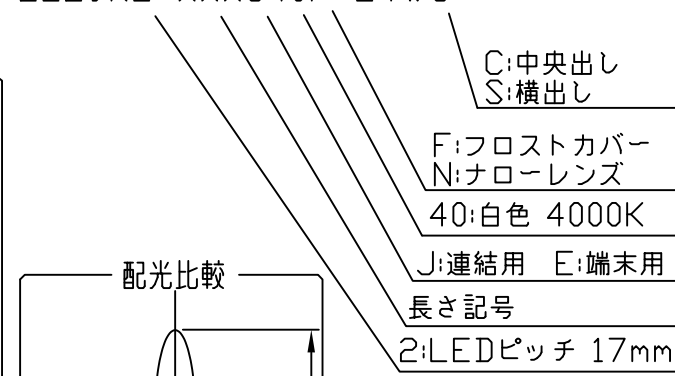 C:中央出し
S:横出し
F:フロストカバー
N:ナローレンズ
40:白色 4000K
J:連結用 E:端末用
長さ記号
2:LEDピッチ 17mm
配光比較